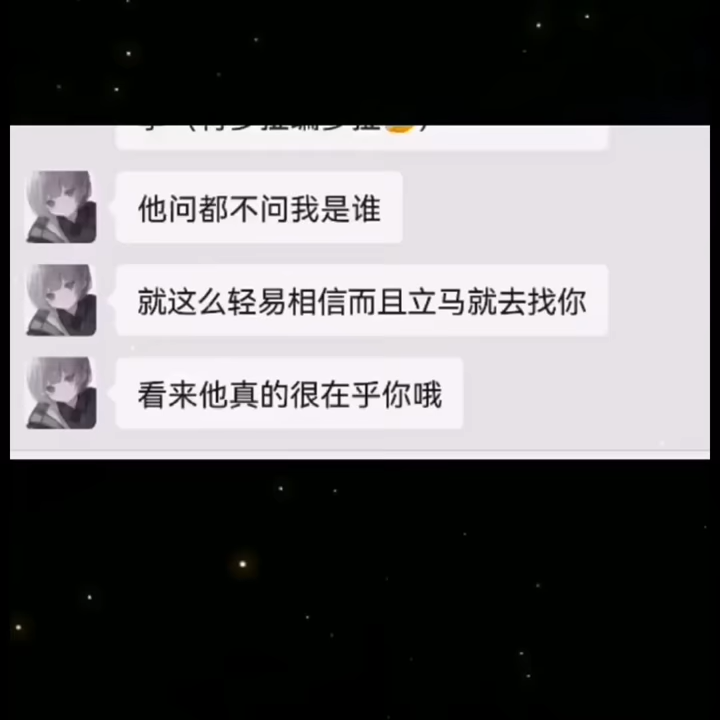 他问都不问我是谁
就这么轻易相信而且立马就去找你
看来他真的很在乎你哦